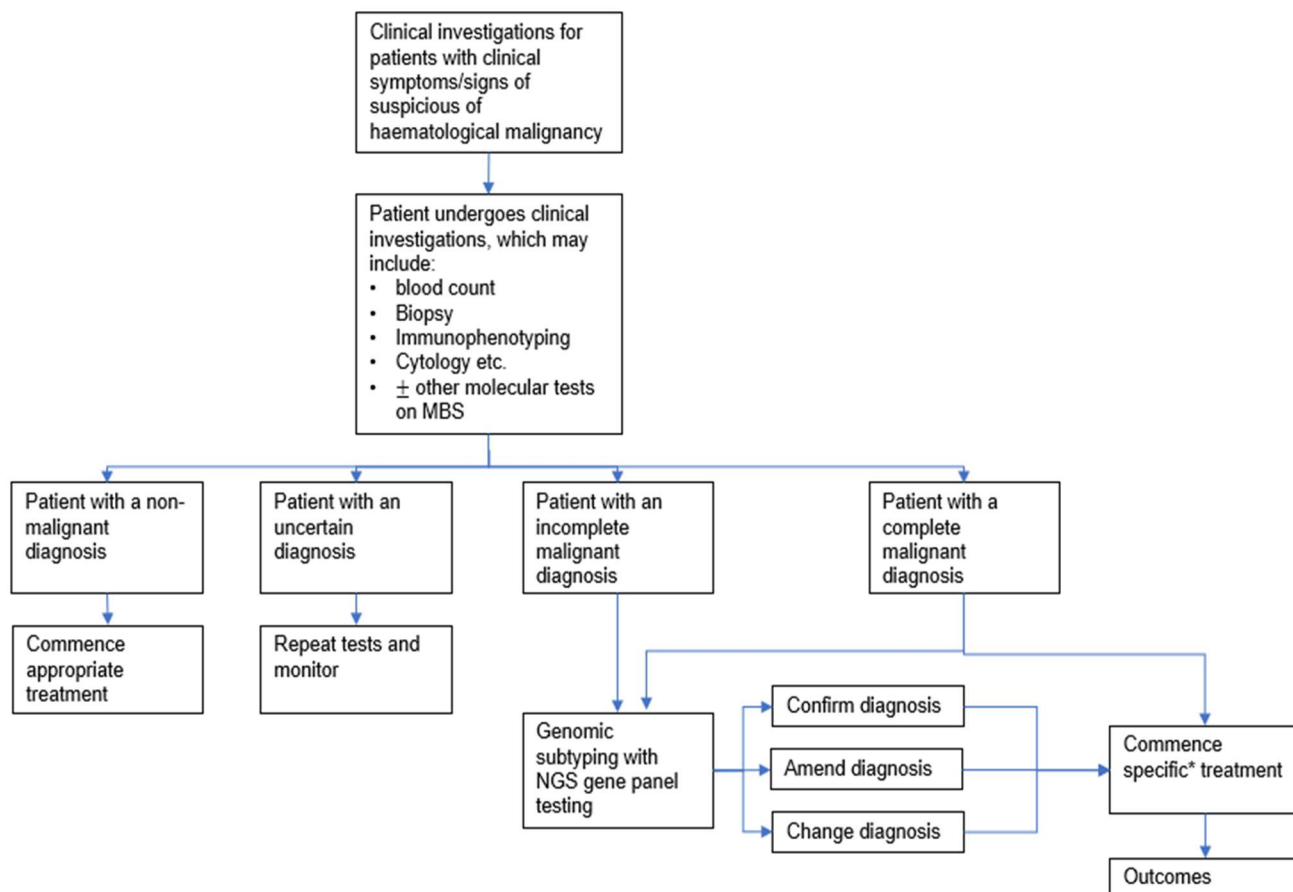 Clinical investigations for
patients with clinical
symptoms/signs of
suspicious of
haematological malignancy
Patient undergoes clinical
investigations, which may
include:
• blood count
• Biopsy
• Immunophenotyping
• Cytology etc.
• ± other molecular tests
on MBS
Patient with a non-
malignant
diagnosis
Patient with an
uncertain
diagnosis
Patient with an
incomplete
malignant
diagnosis
Patient with a
complete
malignant
diagnosis
Commence
appropriate
treatment
Repeat tests and
monitor
Genomic
subtyping with
NGS gene panel
testing
Confirm diagnosis
Amend diagnosis
Change diagnosis
Commence
specific* treatment
Outcomes